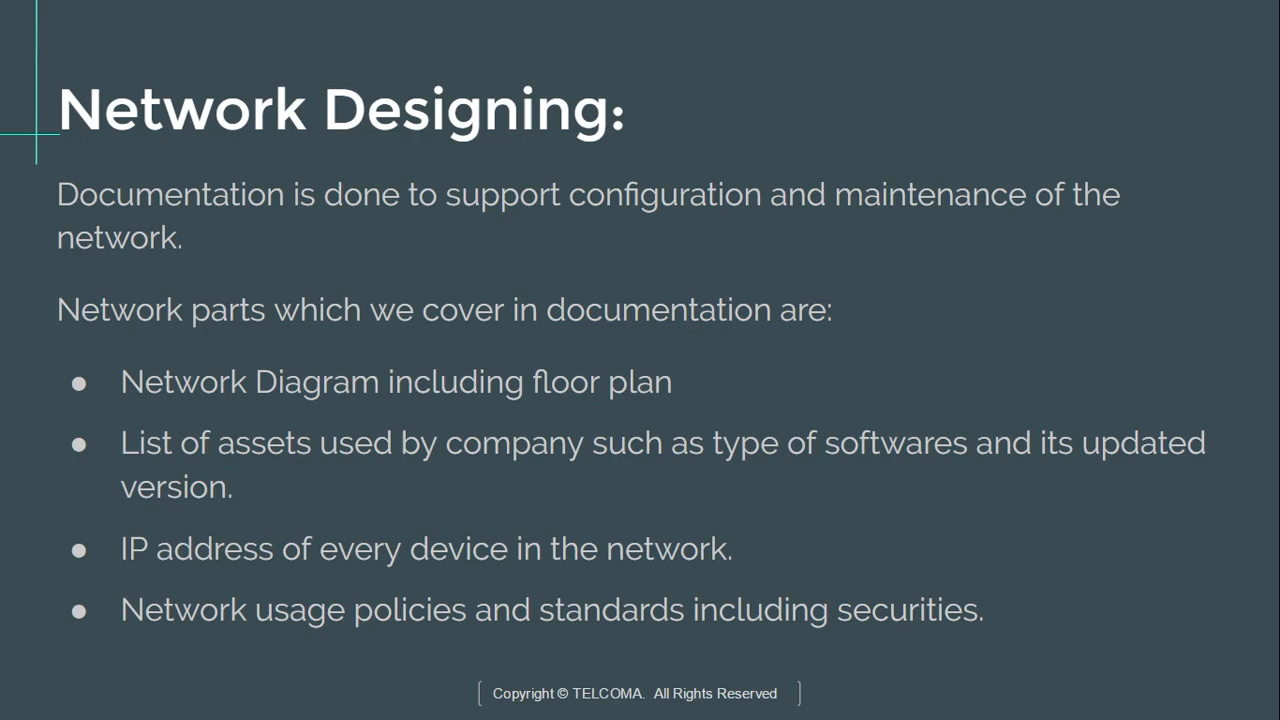 Network Designing:
Documentation is done to support configuration and maintenance of the
network.
Network parts which we cover in documentation are:
● Network Diagram including floor plan
● List of assets used by company such as type of softwares and its updated
version.
● IP address of every device in the network.
● Network usage policies and standards including securities.
Copyright © TELCOMA. All Rights Reserved